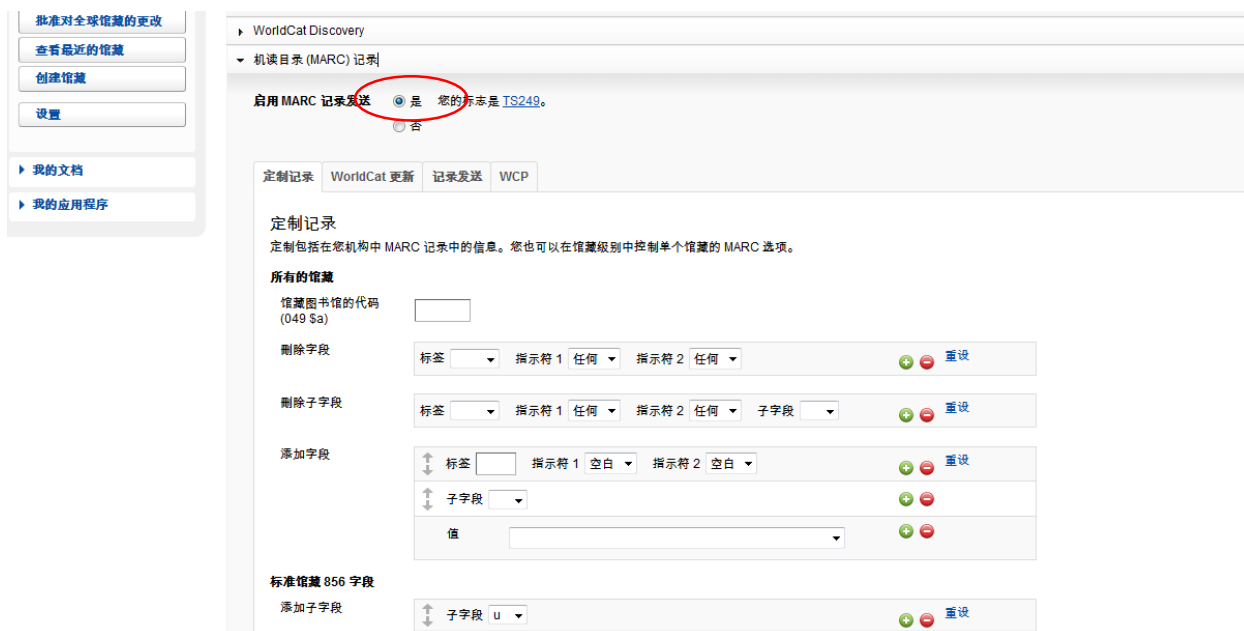 批准对全球馆藏的更改
查看最近的馆藏
创建馆藏
设置
我的文档
我的应用程序
WorldCat Discovery
机读目录 (MARC) 记录
启用 MARC 记录发送 是 您的标志是 TS249。
否
定制记录 WorldCat 更新 记录发送 WCP
定制记录
定制包括在您机构中 MARC 记录中的信息。您也可以在馆藏级别中控制单个馆藏的 MARC 选项。
所有的馆藏
馆藏图书馆的代码
(049 $a)
刪除字段 标签 指示符 1 任何 指示符 2 任何 重设
刪除子字段 标签 指示符 1 任何 指示符 2 任何 子字段 重设
添加字段 标签 指示符 1 空白 指示符 2 空白 重设
子字段
值
标准馆藏 856 字段
添加子字段 子字段 u 重设